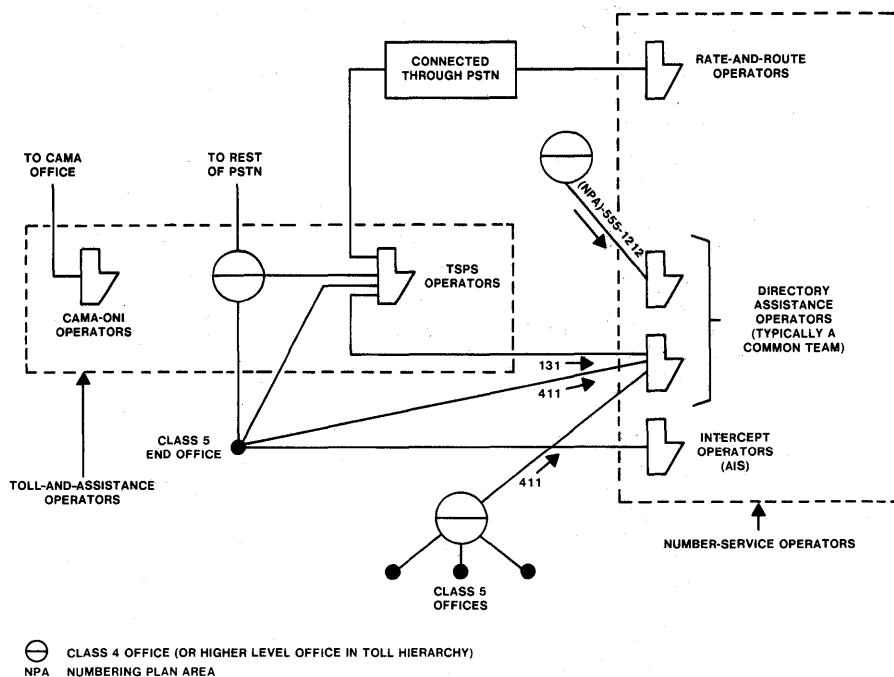 CONNECTED
THROUGH PSTN
RATE-AND-ROUTE
OPERATORS
TO CAMA
OFFICE
TO REST
OF PSTN
(NPA)-555-1212
CAMA-ONI
OPERATORS
TSPS
OPERATORS
DIRECTORY
ASSISTANCE
OPERATORS
(TYPICALLY A
COMMON TEAM)
131
411
CLASS 5
END OFFICE
INTERCEPT
OPERATORS
(AIS)
TOLL-AND-ASSISTANCE
OPERATORS
411
NUMBER-SERVICE OPERATORS
CLASS 5
OFFICES
CLASS 4 OFFICE (OR HIGHER LEVEL OFFICE IN TOLL HIERARCHY)
NPA NUMBERING PLAN AREA